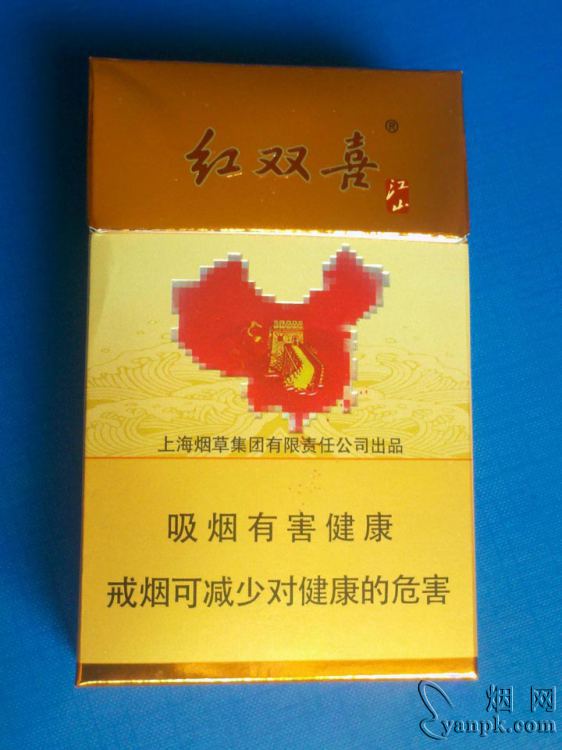 红双喜®
江山
上海烟草集团有限责任公司出品
吸烟有害健康
戒烟可减少对健康的危害
烟网
yanpk.com